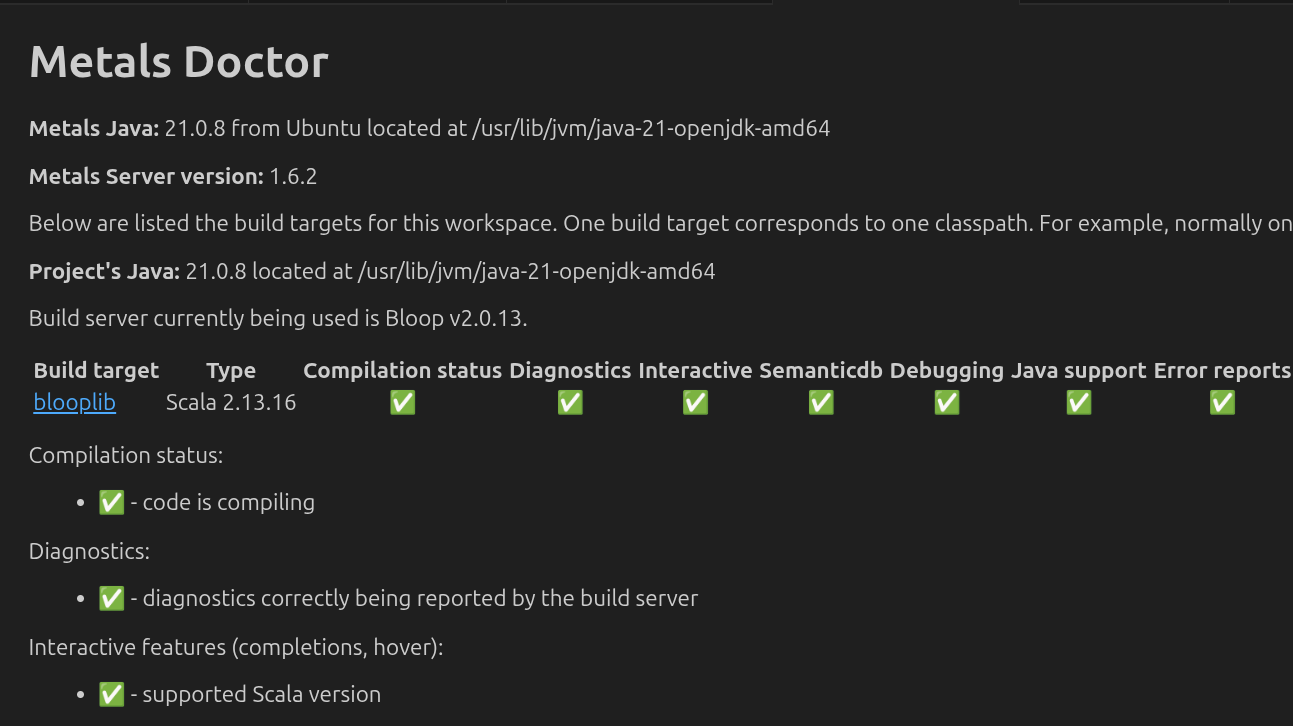 Metals Doctor
Metals Java: 21.0.8 from Ubuntu located at /usr/lib/jvm/java-21-openjdk-amd64
Metals Server version: 1.6.2
Below are listed the build targets for this workspace. One build target corresponds to one classpath. For example, normally on
Project's Java: 21.0.8 located at /usr/lib/jvm/java-21-openjdk-amd64
Build server currently being used is Bloop v2.0.13.
Build target Type Compilation status Diagnostics Interactive Semanticdb Debugging Java support Error reports
blooplib Scala 2.13.16 ✅ ✅ ✅ ✅ ✅ ✅ ✅
Compilation status:
• ✅ - code is compiling
Diagnostics:
• ✅ - diagnostics correctly being reported by the build server
Interactive features (completions, hover):
• ✅ - supported Scala version